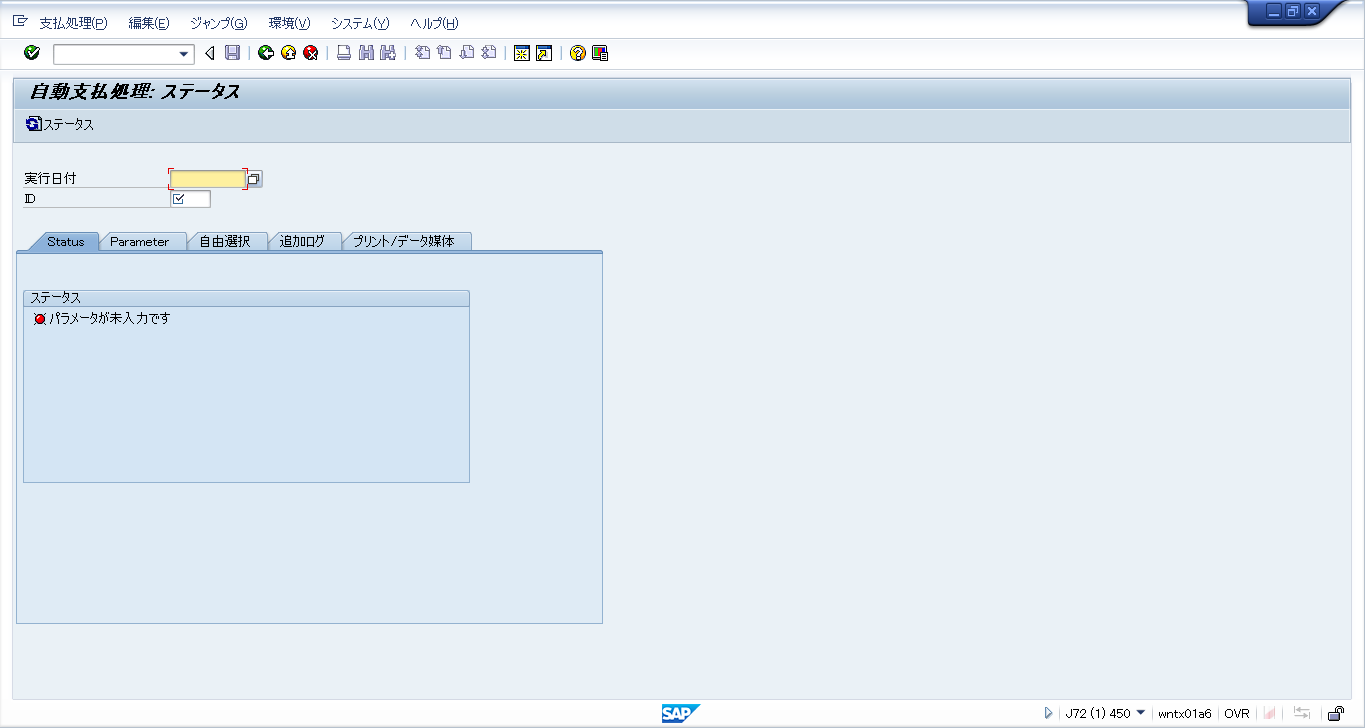 支払処理(P) 編集(E) ジャンプ(G) 環境(V) システム(Y) ヘルプ(H)
自動支払処理: ステータス
ステータス
実行日付
ID
Status Parameter 自由選択 追加ログ プリント/データ媒体
ステータス
パラメータが未入力です
SAP J72 (1) 450 wntx01a6 OVR